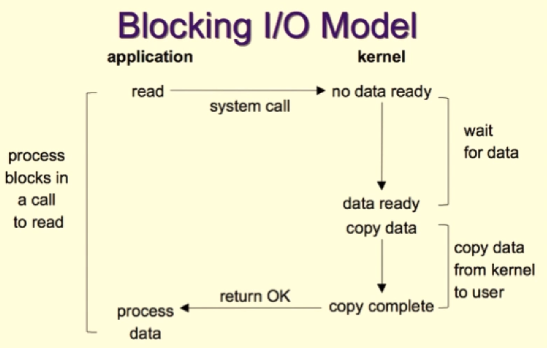 Blocking I/O Model
application
kernel
read
no data ready
system call
wait
for data
process
blocks in
a call
to read
data ready
copy data
copy data
from kernel
to user
return OK
copy complete
process
data